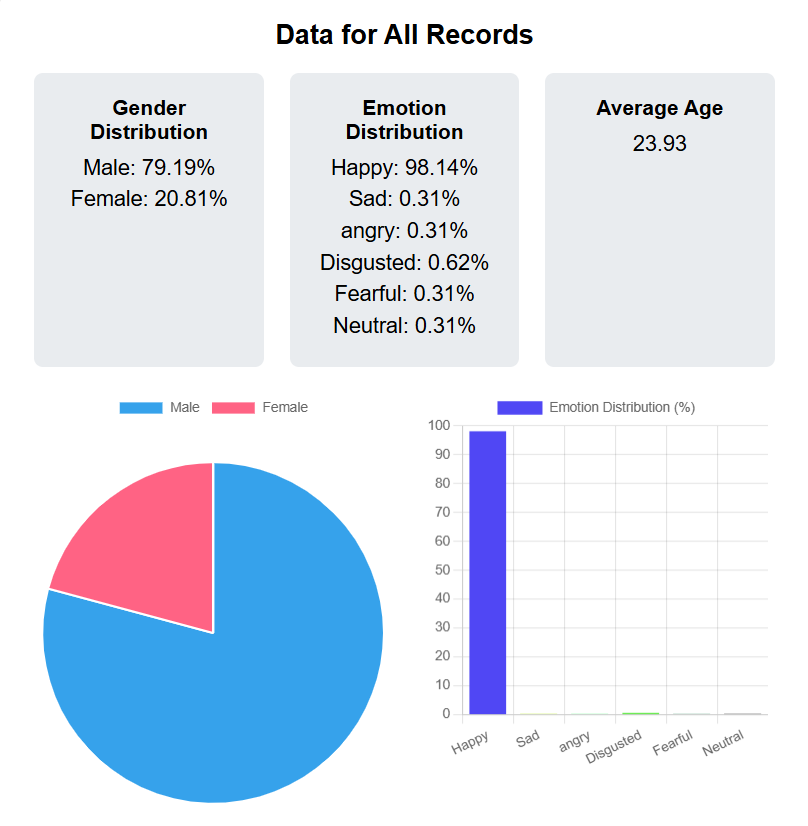 Data for All Records
Gender
Distribution
Male: 79.19%
Female: 20.81%
Emotion
Distribution
Happy: 98.14%
Sad: 0.31%
angry: 0.31%
Disgusted: 0.62%
Fearful: 0.31%
Neutral: 0.31%
Average Age
23.93
Male Female
Emotion Distribution (%)
100
90
80
70
60
50
40
30
20
10
0
Happy Sad angry Disgusted Fearful Neutral